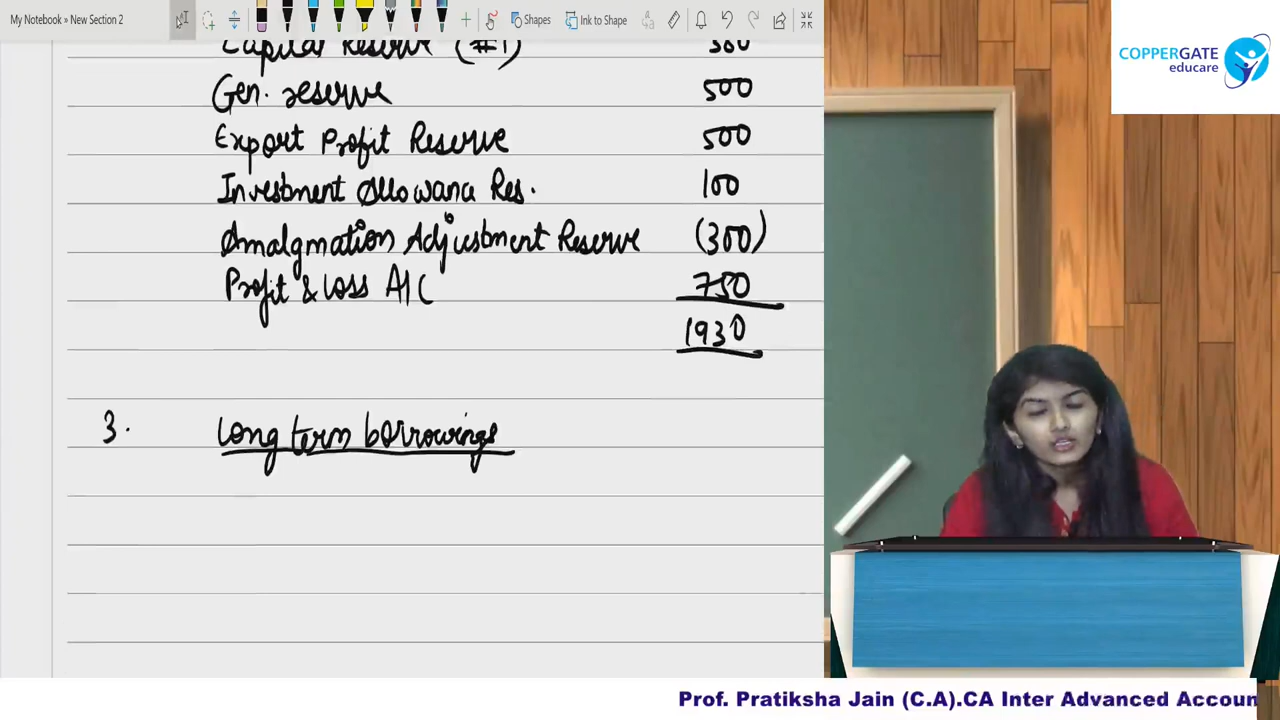 My Notebook » New Section 2
Shapes
Ink to Shape
COPPERGATE
educare
Capital Reserve (#1)
Gen. reserve 500
Export Profit Reserve 500
Investment Allowana Res. 100
Amalgmation Adjustment Reserve (300)
Profit & Loss A/C 750
1930
3. Long term borrowings
Prof. Pratiksha Jain (C.A).CA Inter Advanced Accoun